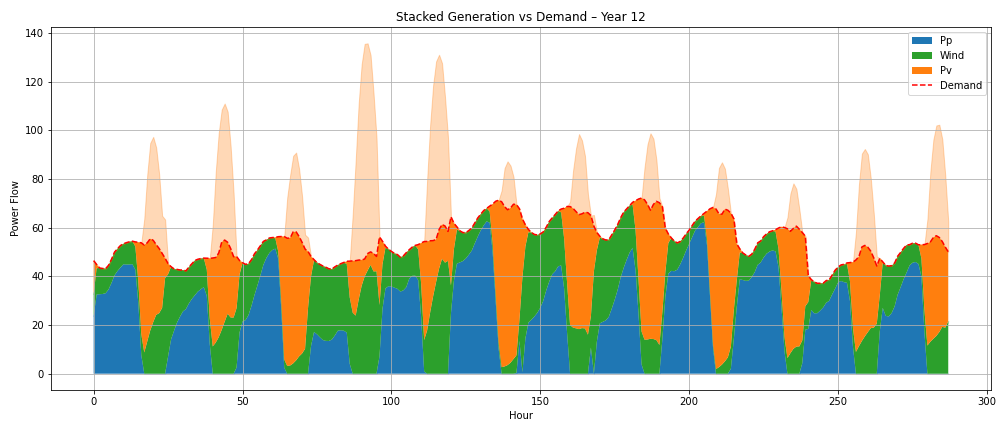 Stacked Generation vs Demand – Year 12
140
120
100
80
60
40
20
0
Power Flow
Pp
Wind
Pv
Demand
0
50
100
150
200
250
300
Hour